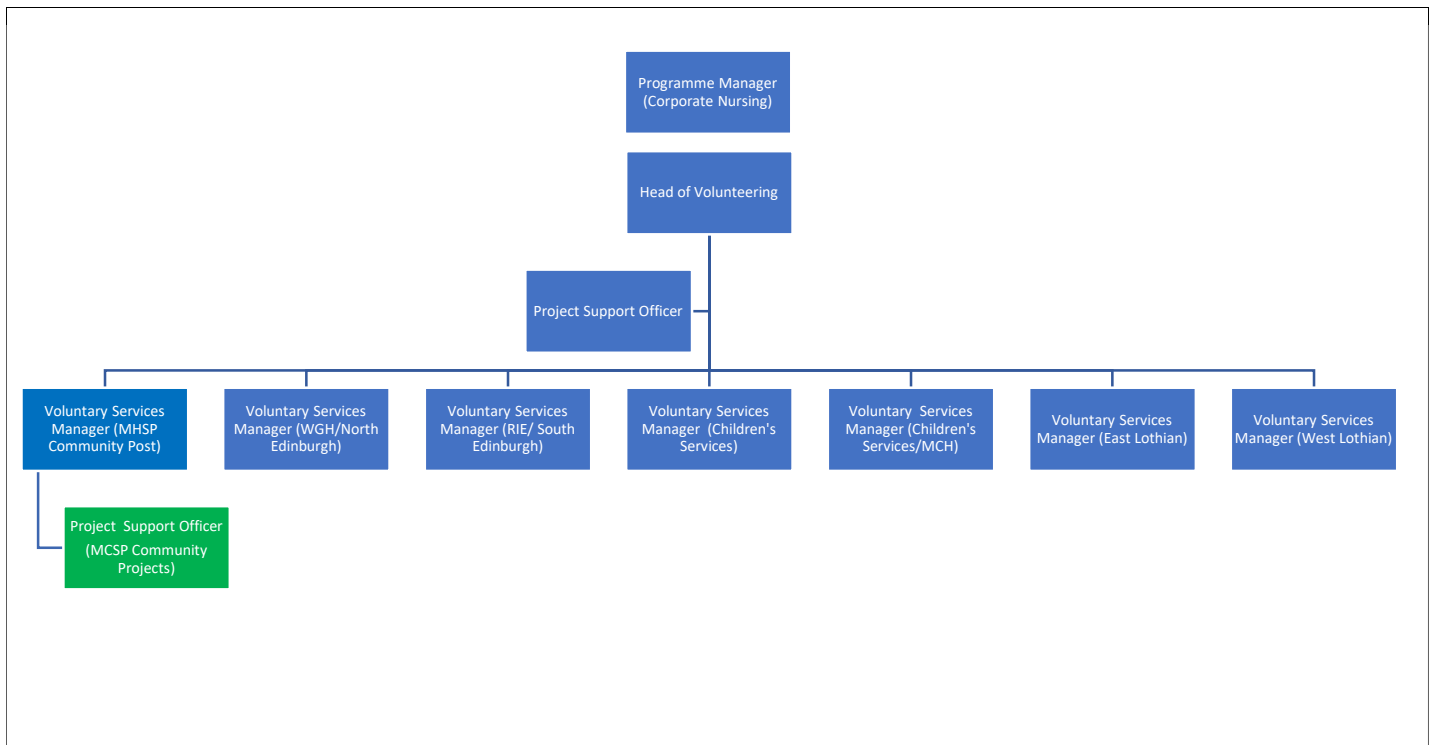 Programme Manager
(Corporate Nursing)
Head of Volunteering
Project Support Officer
Voluntary Services
Manager (MHSP
Community Post)
Voluntary Services
Manager (WGH/North
Edinburgh)
Voluntary Services
Manager (RIE/ South
Edinburgh)
Voluntary Services
Manager (Children's
Services)
Voluntary Services
Manager (Children's
Services/MCH)
Voluntary Services
Manager (East Lothian)
Voluntary Services
Manager (West Lothian)
Project Support Officer
(MCSP Community
Projects)